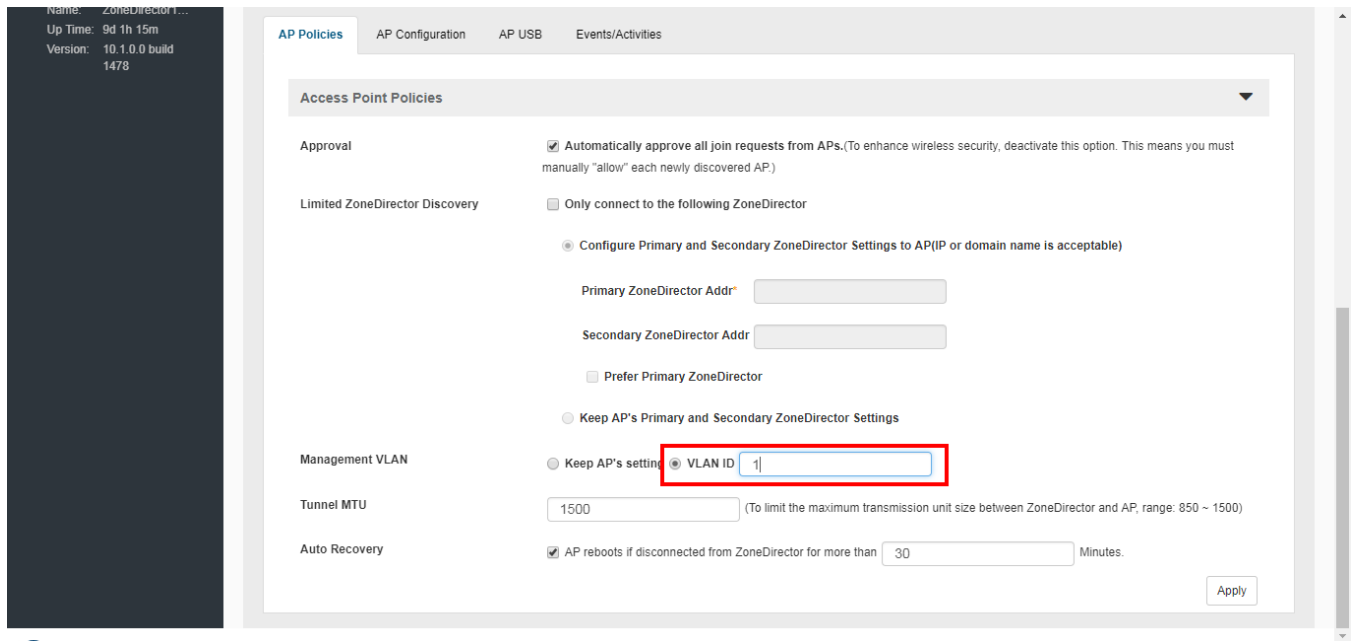 Name: ZoneDirector1...
Up Time: 9d 1h 15m
Version: 10.1.0.0 build
1478
AP Policies AP Configuration AP USB Events/Activities
Access Point Policies
Approval Automatically approve all join requests from APs.(To enhance wireless security, deactivate this option. This means you must
manually "allow" each newly discovered AP.)
Limited ZoneDirector Discovery Only connect to the following ZoneDirector
Configure Primary and Secondary ZoneDirector Settings to AP(IP or domain name is acceptable)
Primary ZoneDirector Addr*
Secondary ZoneDirector Addr
Prefer Primary ZoneDirector
Keep AP's Primary and Secondary ZoneDirector Settings
Management VLAN Keep AP's setting VLAN ID 1
Tunnel MTU 1500 (To limit the maximum transmission unit size between ZoneDirector and AP, range: 850 ~ 1500)
Auto Recovery AP reboots if disconnected from ZoneDirector for more than 30 Minutes.
Apply